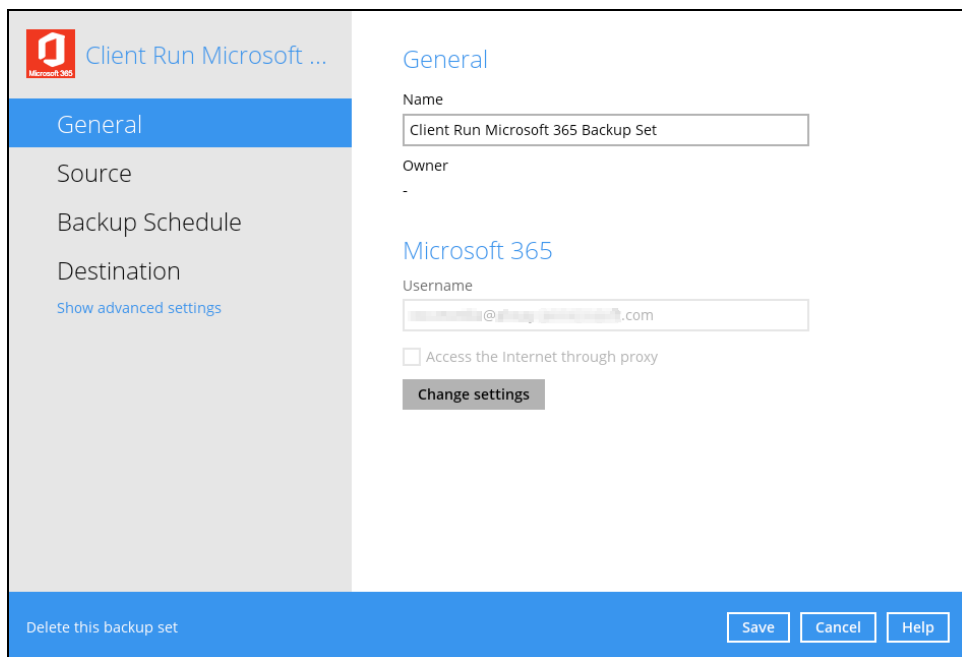 Microsoft 365
Client Run Microsoft ...
General
Source
Backup Schedule
Destination
Show advanced settings
General
Name
Client Run Microsoft 365 Backup Set
Owner
-
Microsoft 365
Username
@ .com
Access the Internet through proxy
Change settings
Delete this backup set
Save
Cancel
Help